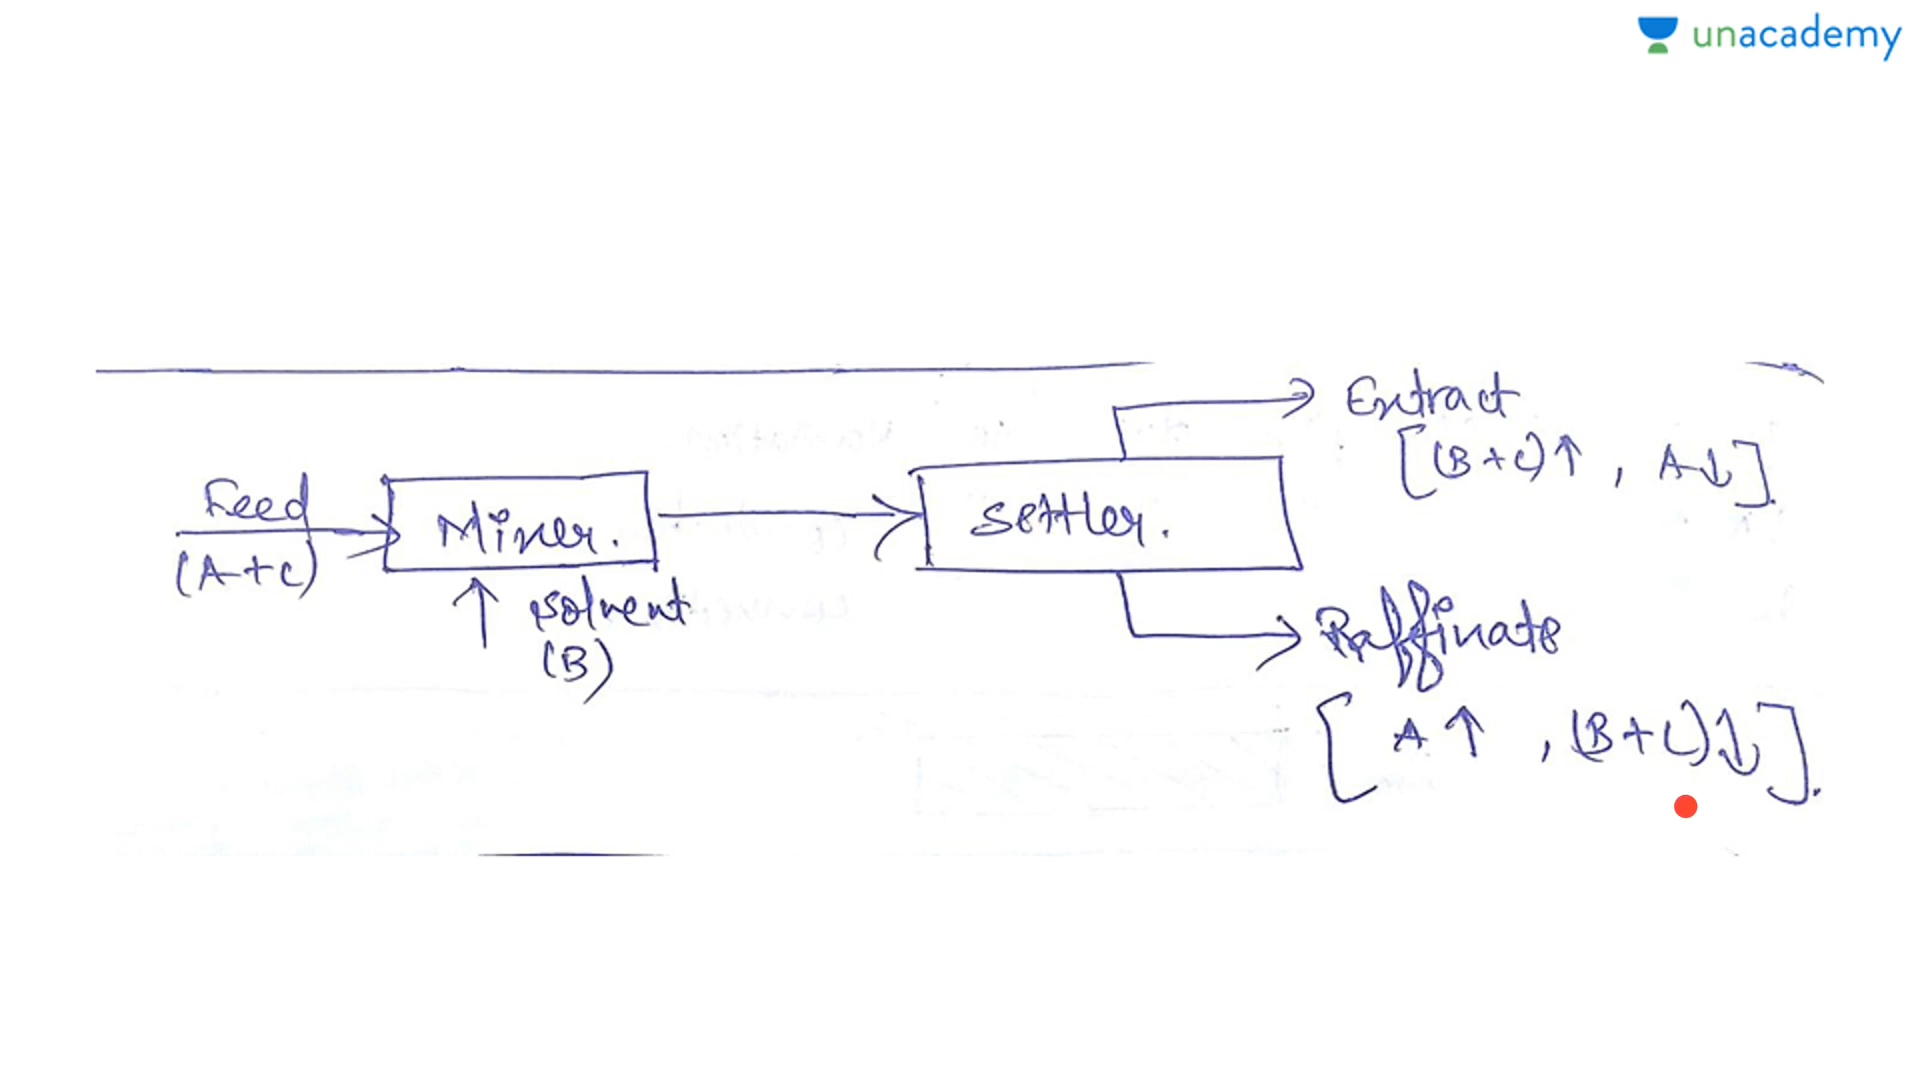 unacademy
Feed
(A+C)
Mixer.
solvent
(B)
Settler.
Extract
[(B+C)↑, A↓].
Raffinate
[A↑, (B+C)↓].